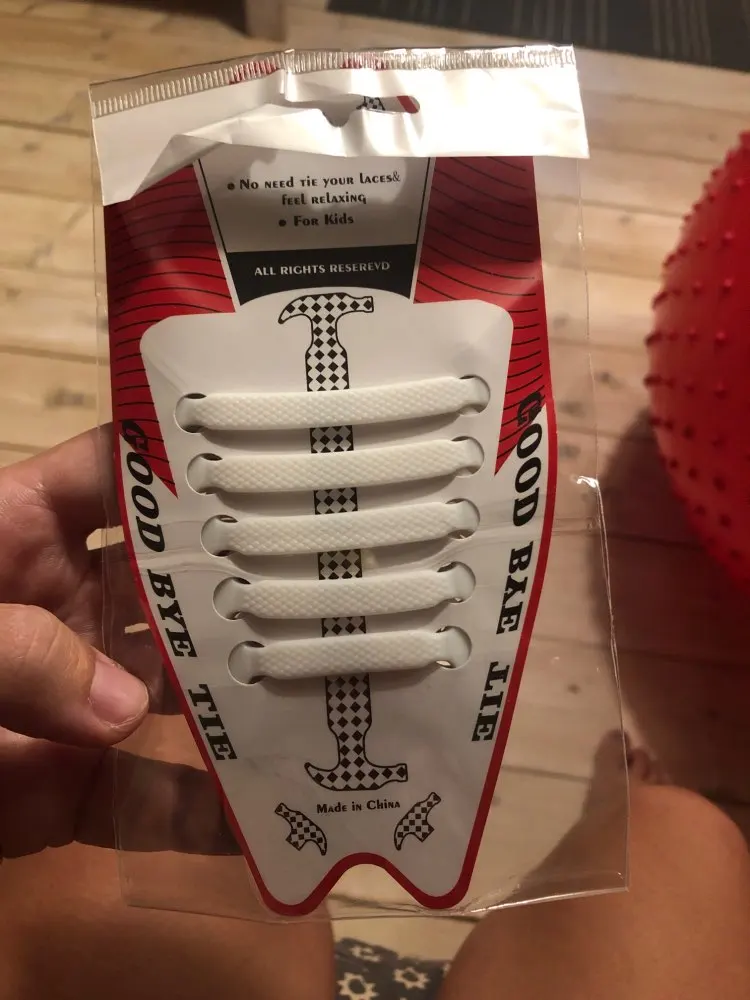 • No need tie your laces&
feel relaxing
• For Kids
ALL RIGHTS RESEREVD
GOOD BYE TIE
GOOD BYE TIE
Made in China